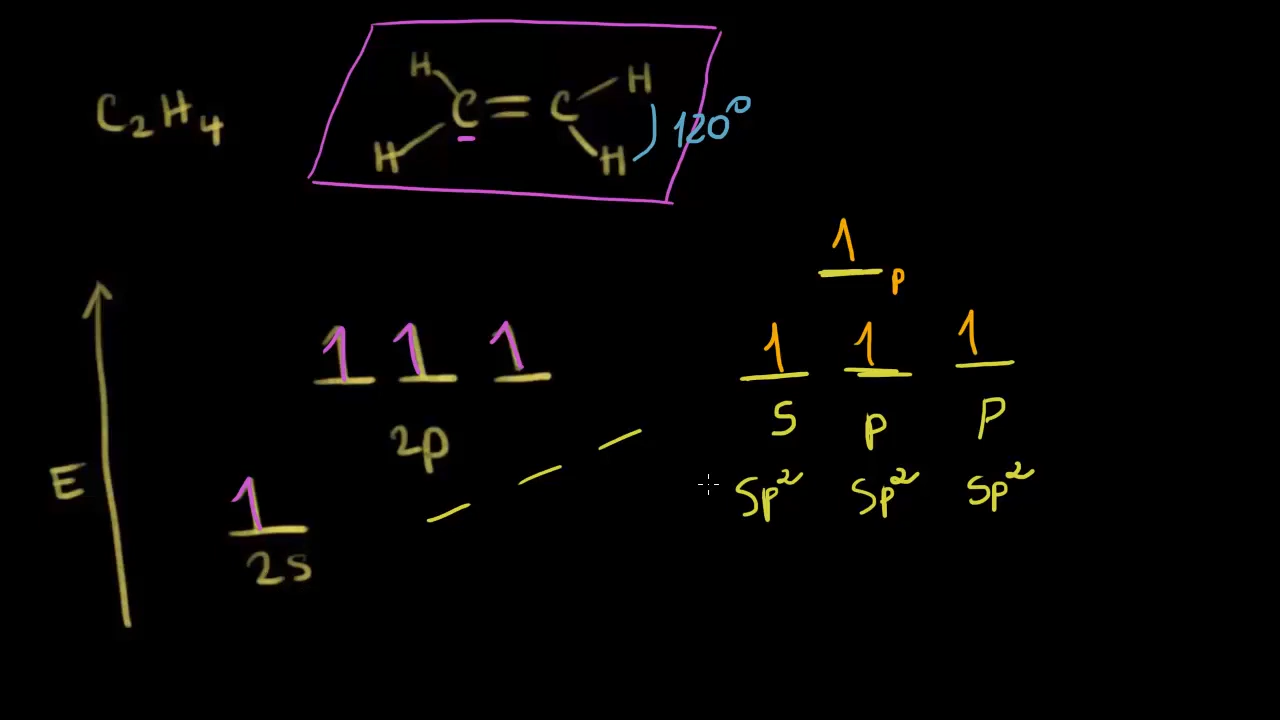 H H
C₂H₄ C = C 120°
H H
1
p
1 1 1 1 1 1
2p S p P
E 1 Sp² Sp² Sp²
2s